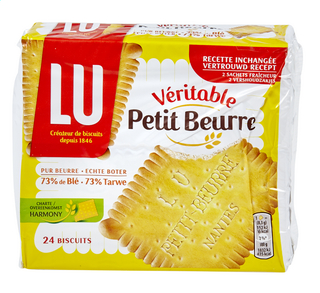 LU
Créateur de biscuits
depuis 1846
RECETTE INCHANGÉE
VERTROUWD RECEPT
2 SACHETS FRAÎCHEUR
2 VERSHOUDZAKJES
Véritable
Petit Beurre
PUR BEURRE - ECHTE BOTER
73% de Blé - 73% Tarwe
CHARTE /
OVEREENKOMST
HARMONY
24 BISCUITS
LU
PETIT-BEURRE
NANTES